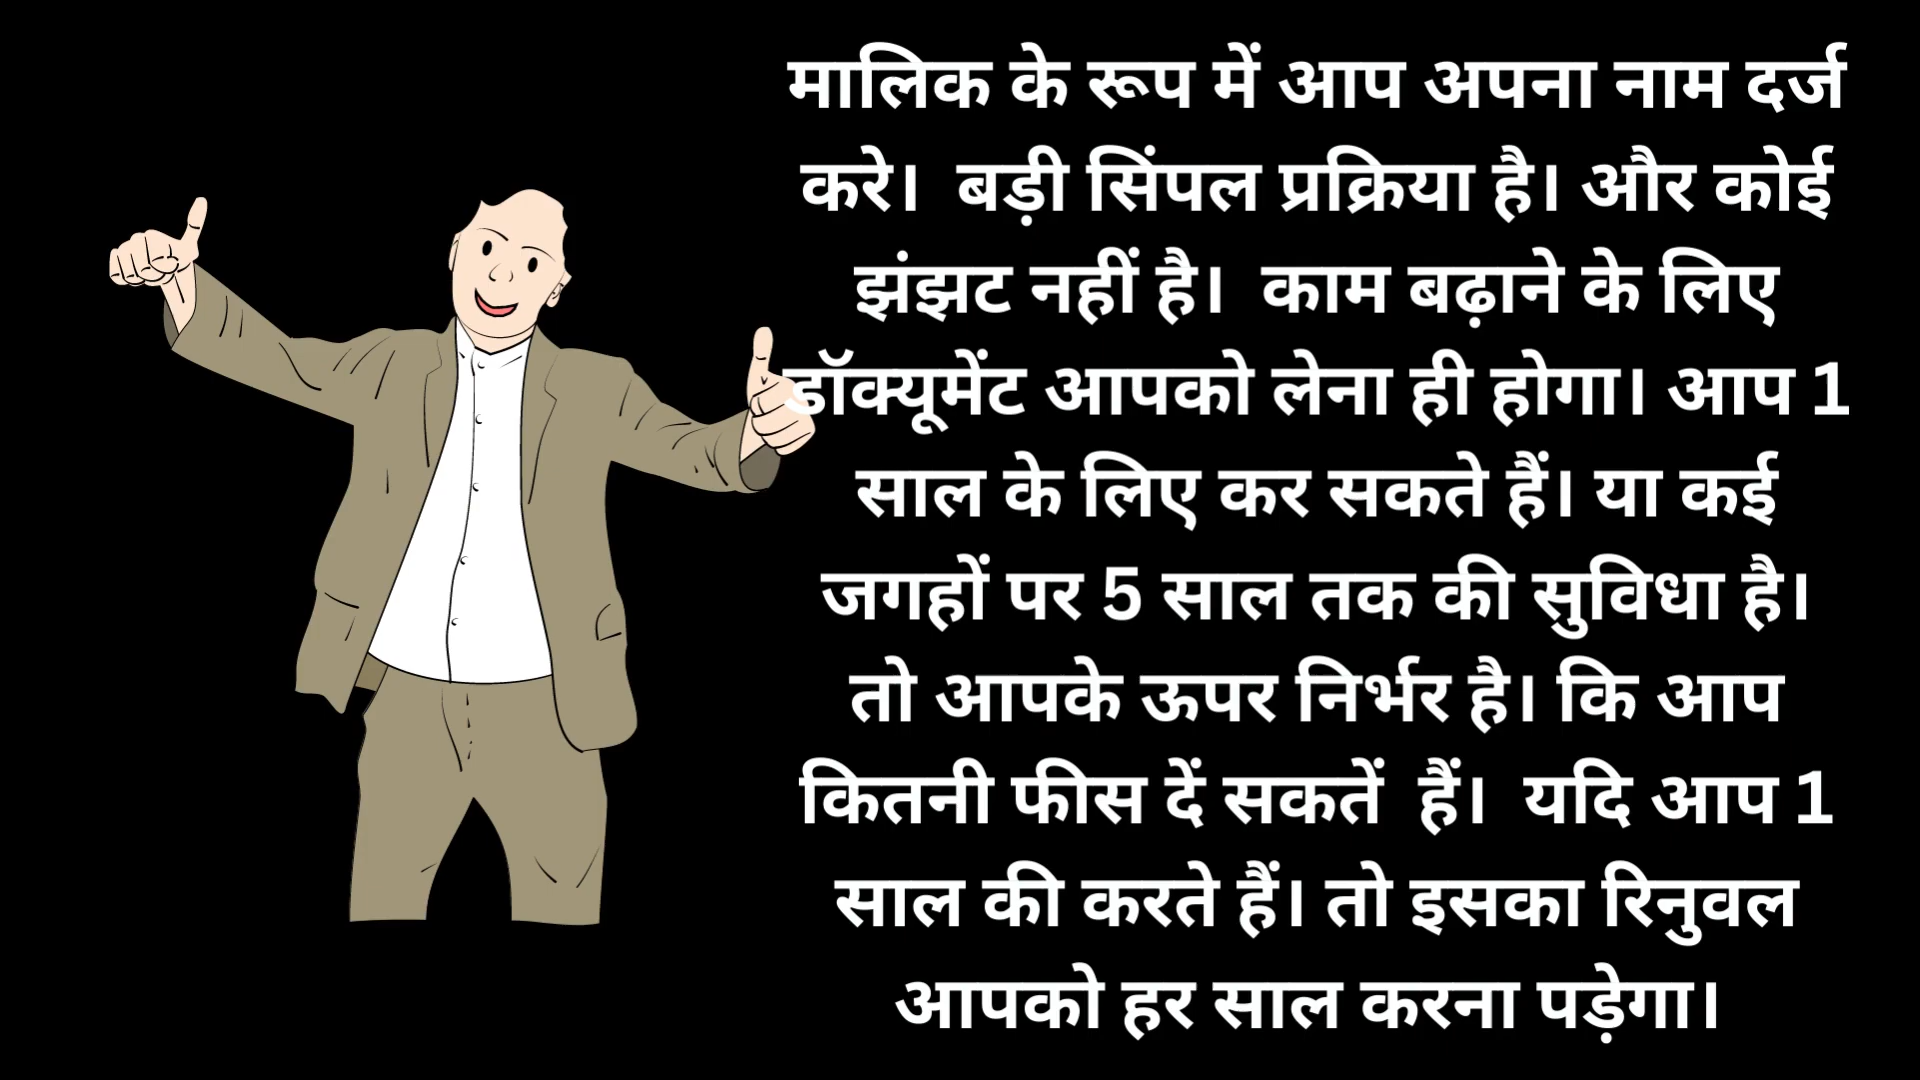 मालिक के रूप में आप अपना नाम दर्ज
करे।  बड़ी सिंपल प्रक्रिया है। और कोई
झंझट नहीं है।  काम बढ़ाने के लिए
डॉक्यूमेंट आपको लेना ही होगा। आप 1
साल के लिए कर सकते हैं। या कई
जगहों पर 5 साल तक की सुविधा है।
तो आपके ऊपर निर्भर है। कि आप
कितनी फीस दें सकतें  हैं।  यदि आप 1
साल की करते हैं। तो इसका रिनुवल
आपको हर साल करना पड़ेगा।